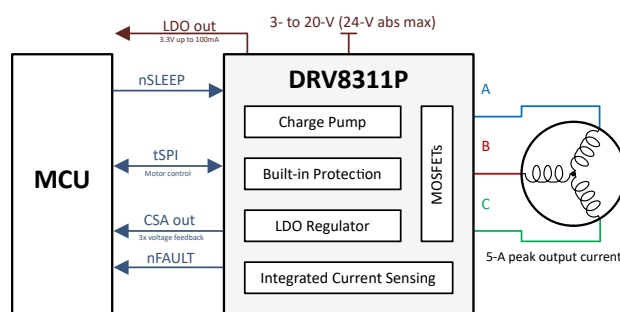 LDO out
3.3V up to 100mA
3- to 20-V (24-V abs max)
MCU
nSLEEP
tSPI
Motor control
CSA out
3x voltage feedback
nFAULT
DRV8311P
Charge Pump
Built-in Protection
LDO Regulator
Integrated Current Sensing
MOSFETs
A
B
C
5-A peak output current